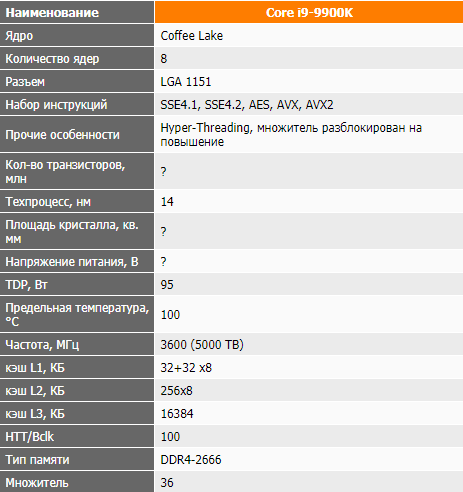 Наименование Core i9-9900K
Ядро Coffee Lake
Количество ядер 8
Разъем LGA 1151
Набор инструкций SSE4.1, SSE4.2, AES, AVX, AVX2
Прочие особенности Hyper-Threading, множитель разблокирован на
повышение
Кол-во транзисторов,
млн ?
Техпроцесс, нм 14
Площадь кристалла, кв.
мм ?
Напряжение питания, В ?
TDP, Вт 95
Предельная температура,
°C 100
Частота, МГц 3600 (5000 TB)
кэш L1, КБ 32+32 x8
кэш L2, КБ 256x8
кэш L3, КБ 16384
HTT/Bclk 100
Тип памяти DDR4-2666
Множитель 36